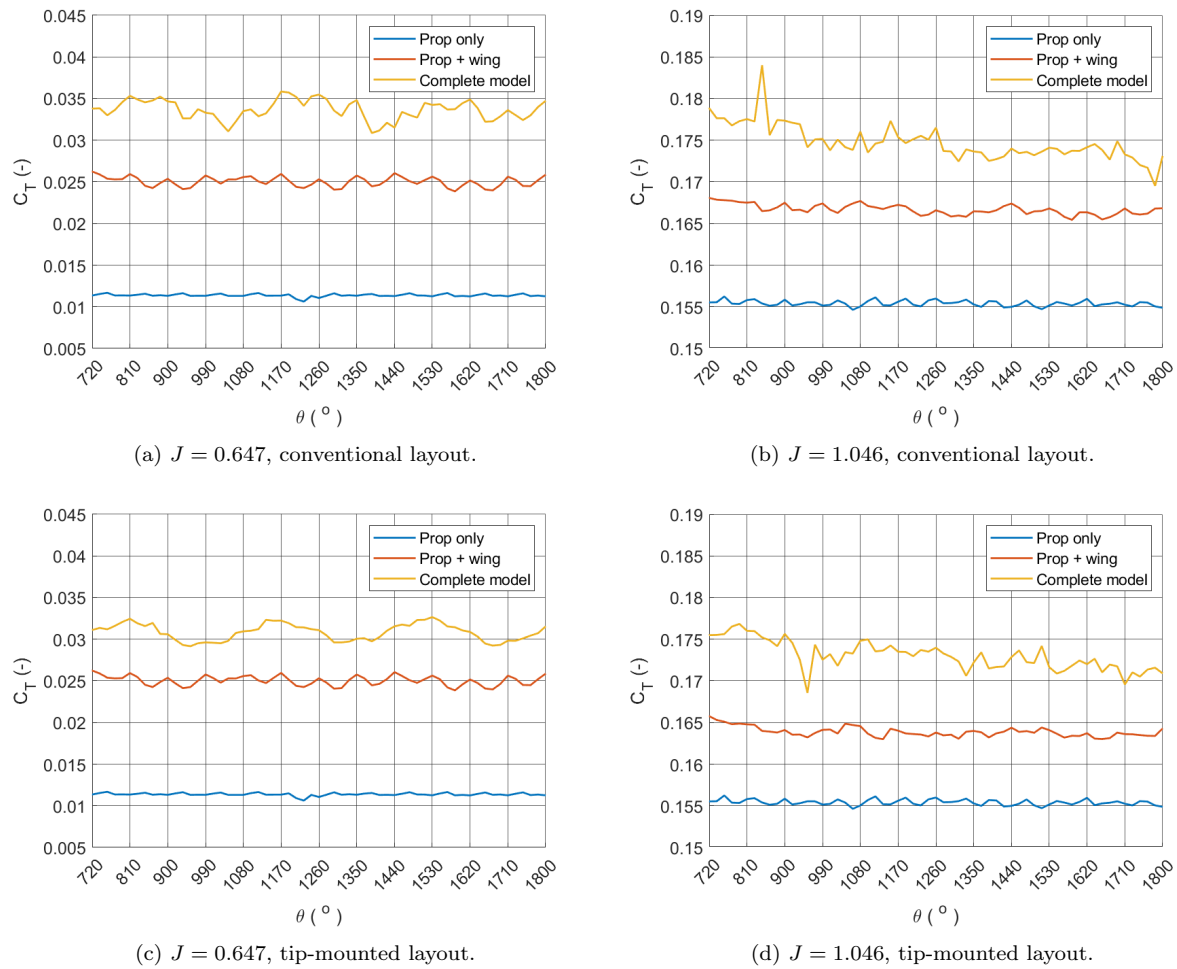 0.045
0.04
0.035
0.03
0.025
0.02
0.015
0.01
0.005
C_T (-)
Prop only
Prop + wing
Complete model
720 810 900 990 1080 1170 1260 1350 1440 1530 1620 1710 1800
θ ( ° )
(a) J = 0.647, conventional layout.
0.19
0.185
0.18
0.175
0.17
0.165
0.16
0.155
0.15
C_T (-)
Prop only
Prop + wing
Complete model
720 810 900 990 1080 1170 1260 1350 1440 1530 1620 1710 1800
θ ( ° )
(b) J = 1.046, conventional layout.
0.045
0.04
0.035
0.03
0.025
0.02
0.015
0.01
0.005
C_T (-)
Prop only
Prop + wing
Complete model
720 810 900 990 1080 1170 1260 1350 1440 1530 1620 1710 1800
θ ( ° )
(c) J = 0.647, tip-mounted layout.
0.19
0.185
0.18
0.175
0.17
0.165
0.16
0.155
0.15
C_T (-)
Prop only
Prop + wing
Complete model
720 810 900 990 1080 1170 1260 1350 1440 1530 1620 1710 1800
θ ( ° )
(d) J = 1.046, tip-mounted layout.